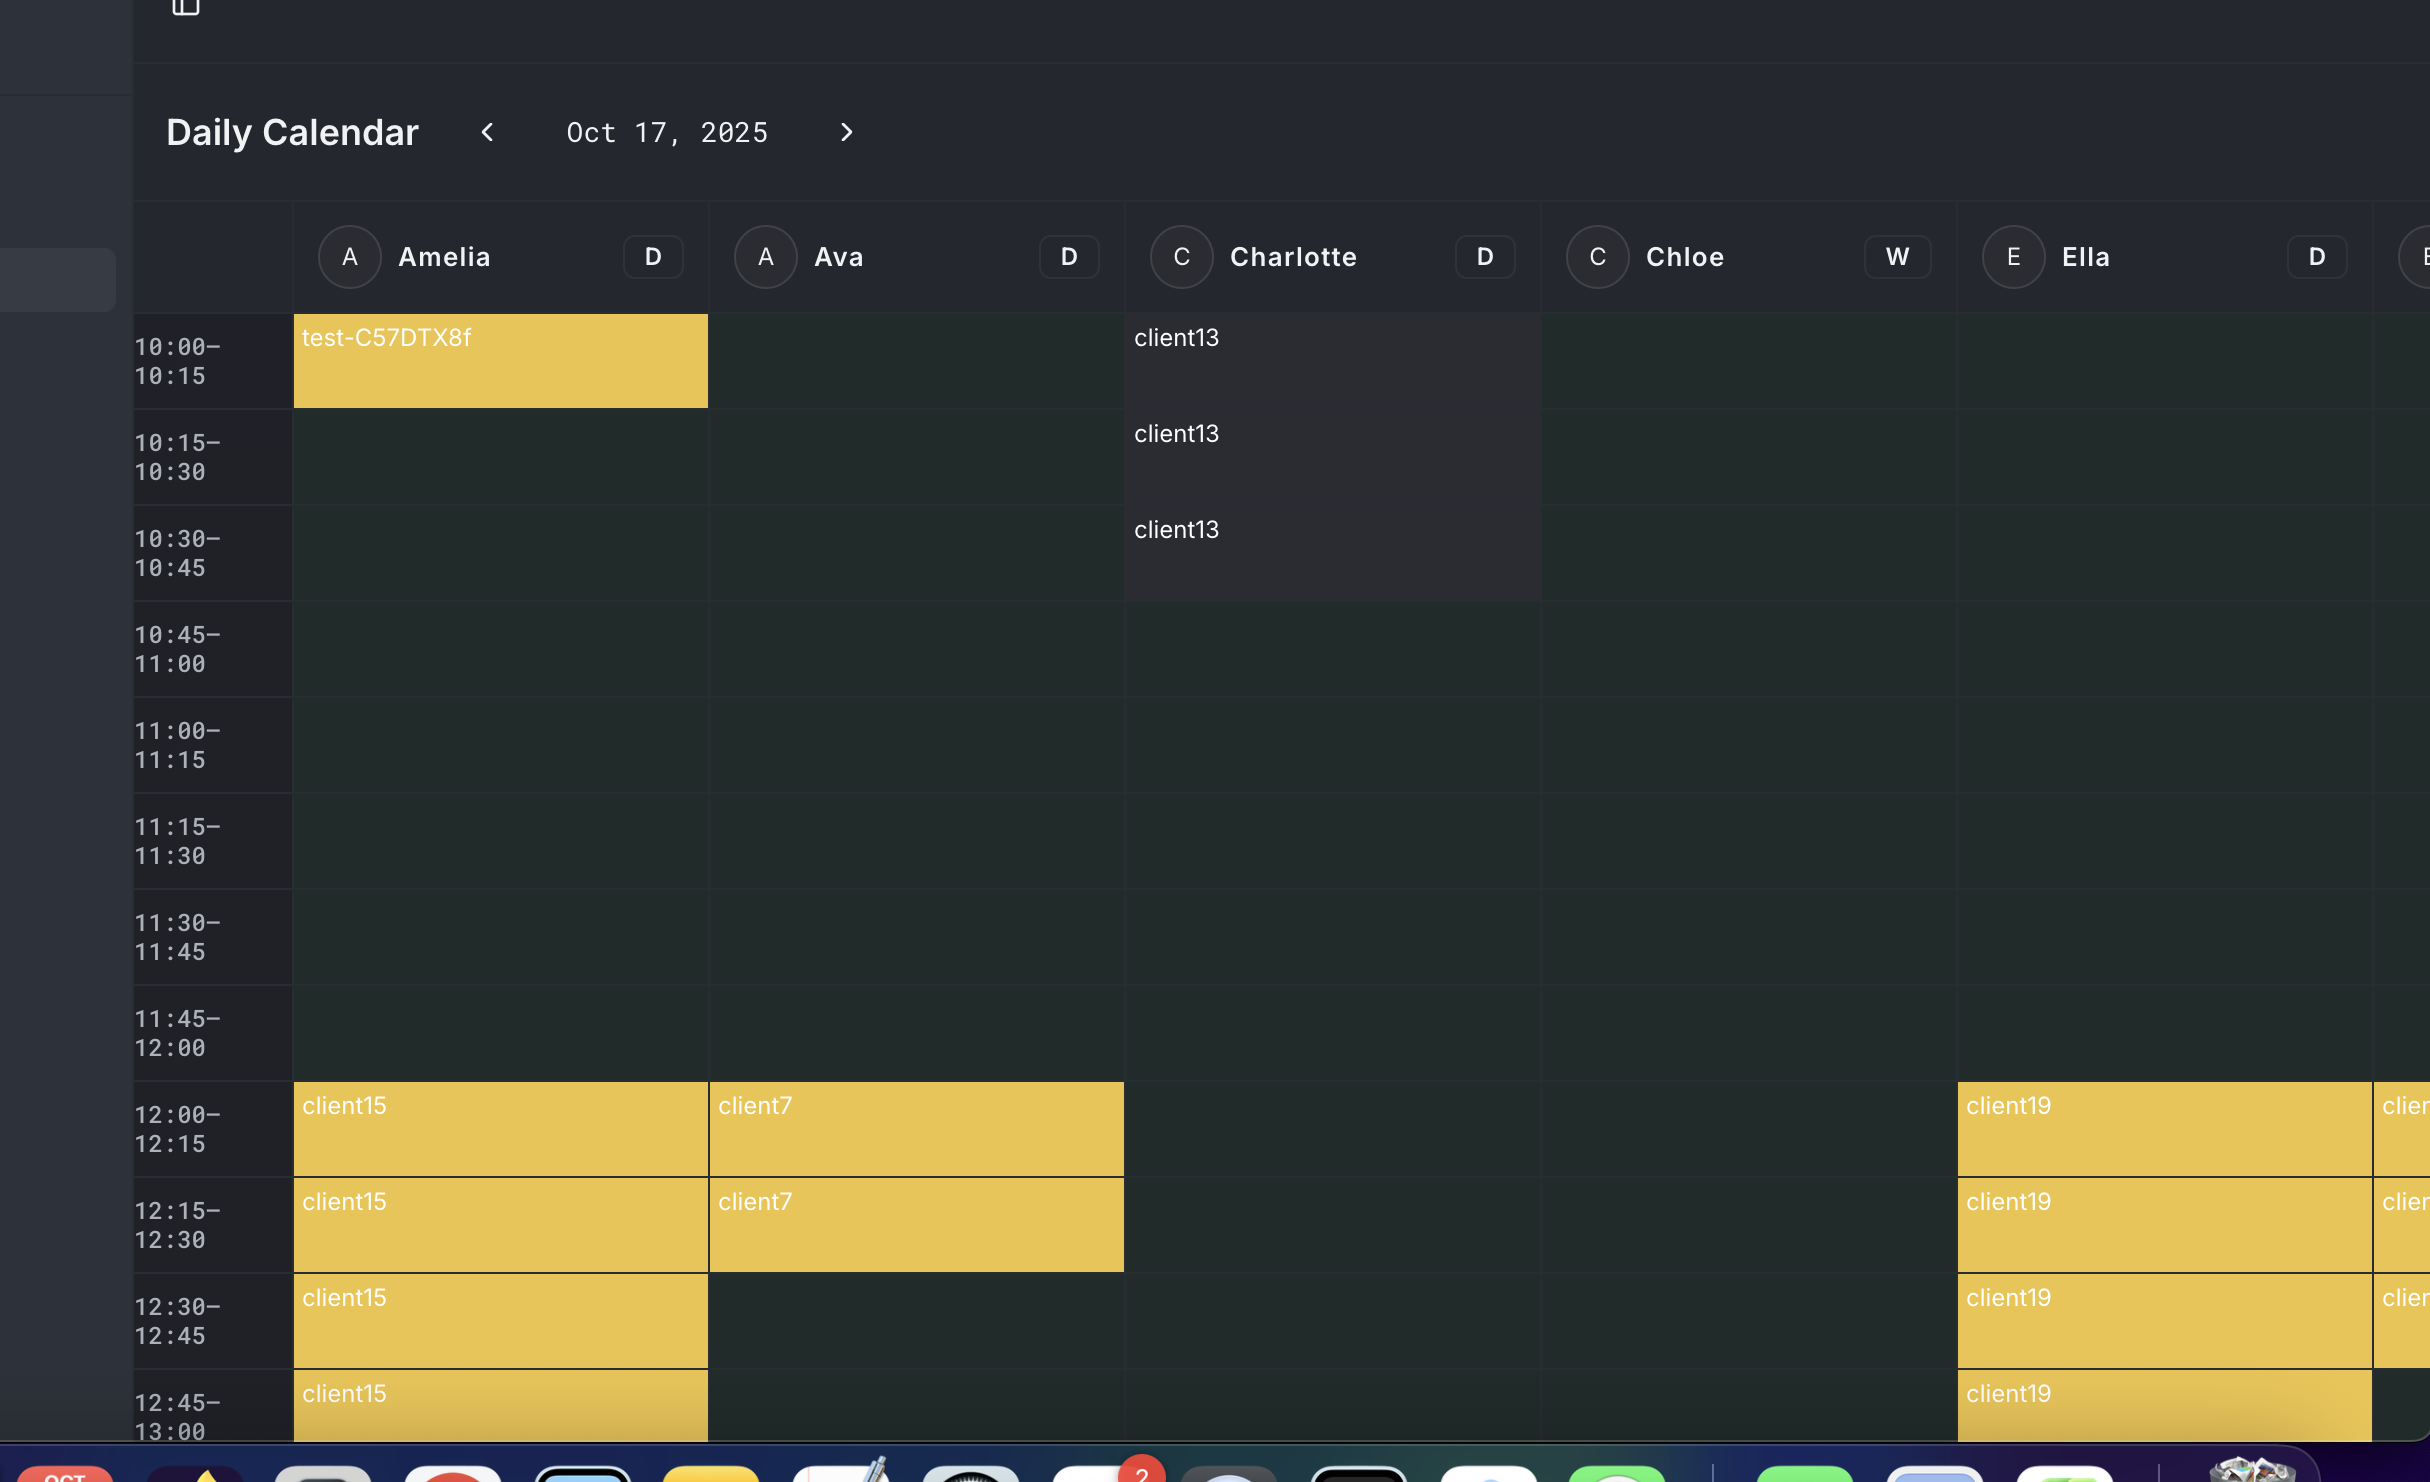 Daily Calendar
Oct 17, 2025
A Amelia D
A Ava D
C Charlotte D
C Chloe W
E Ella D
10:00–
10:15
test-C57DTX8f
client13
10:15–
10:30
client13
10:30–
10:45
client13
10:45–
11:00
11:00–
11:15
11:15–
11:30
11:30–
11:45
11:45–
12:00
12:00–
12:15
client15
client7
client19
12:15–
12:30
client15
client7
client19
12:30–
12:45
client15
client19
12:45–
13:00
client15
client19
OCT
2